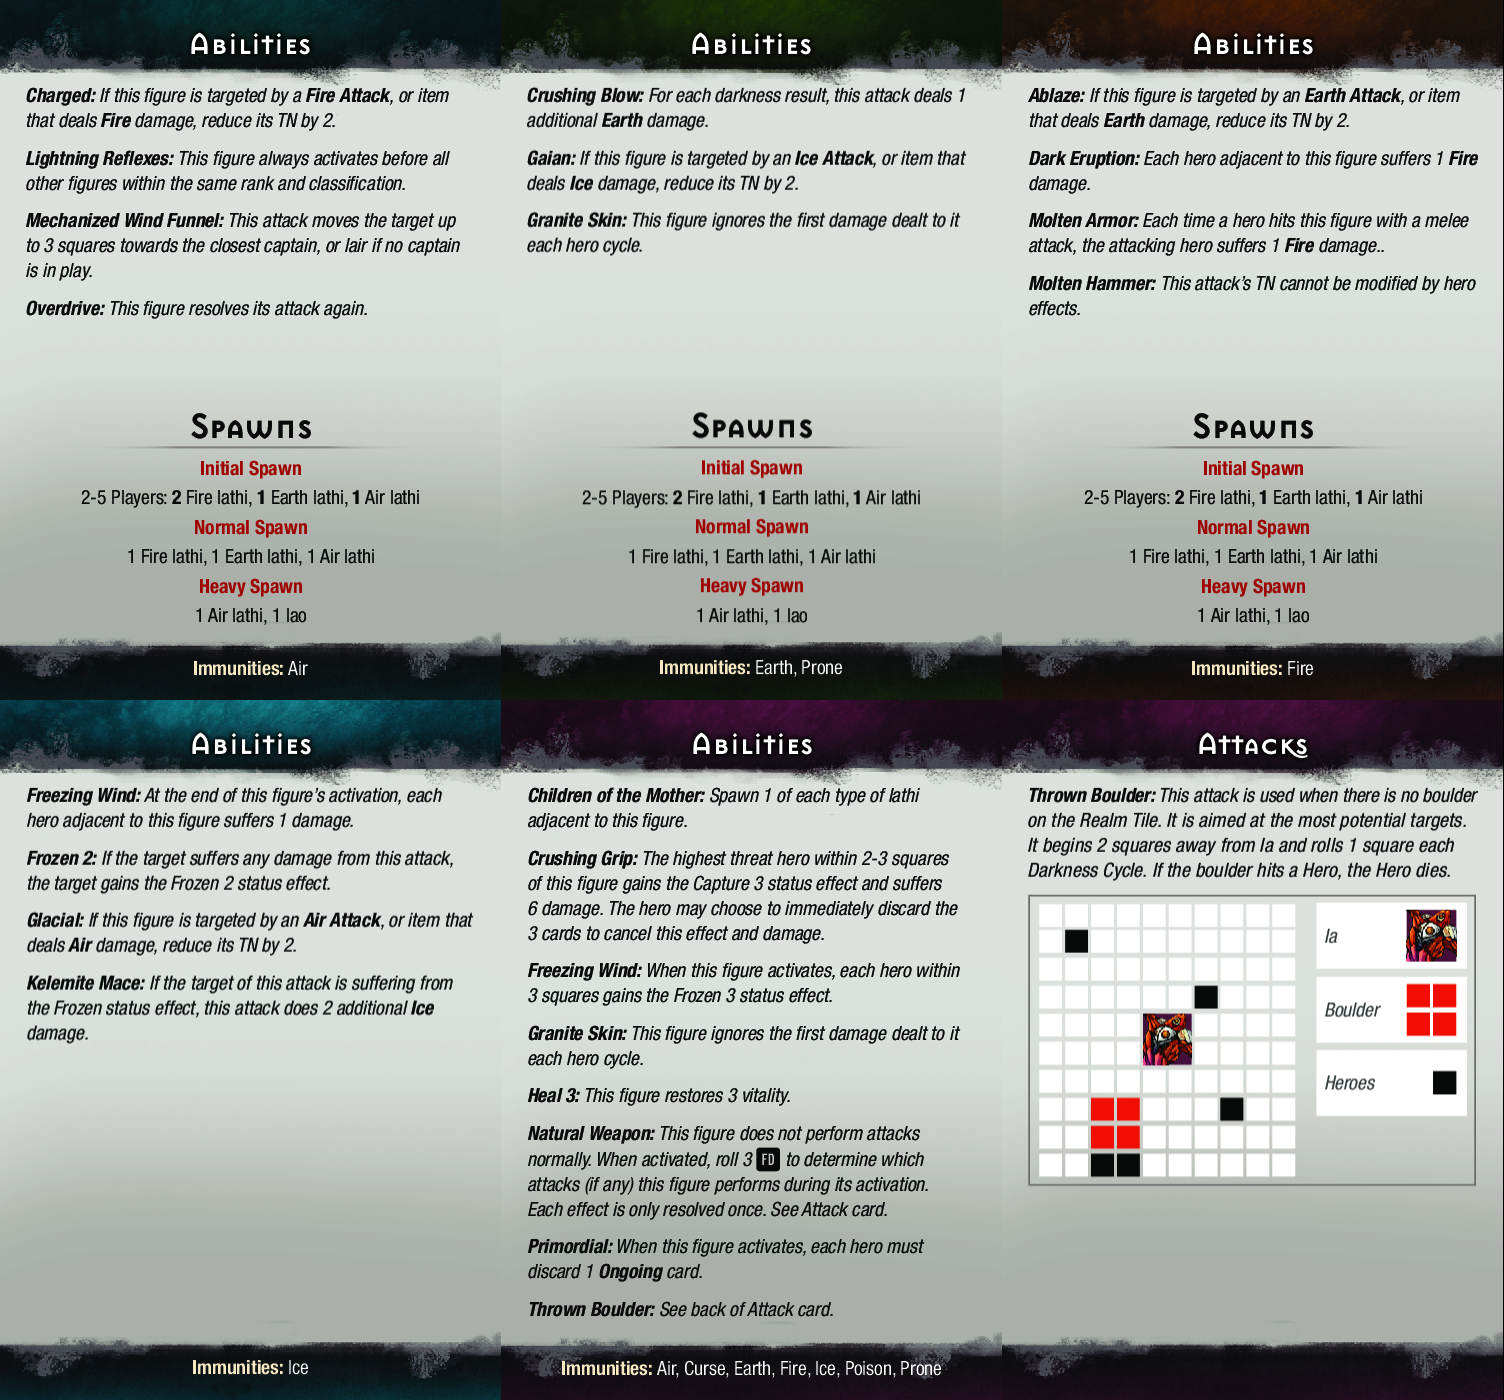 Abilities
Charged: If this figure is targeted by a Fire Attack, or item
that deals Fire damage, reduce its TN by 2.
Lightning Reflexes: This figure always activates before all
other figures within the same rank and classification.
Mechanized Wind Funnel: This attack moves the target up
to 3 squares towards the closest captain, or lair if no captain
is in play.
Overdrive: This figure resolves its attack again.
Spawns
Initial Spawn
2-5 Players: 2 Fire Iathi, 1 Earth Iathi, 1 Air Iathi
Normal Spawn
1 Fire Iathi, 1 Earth Iathi, 1 Air Iathi
Heavy Spawn
1 Air Iathi, 1 Iao
Immunities: Air
Abilities
Crushing Blow: For each darkness result, this attack deals 1
additional Earth damage.
Gaian: If this figure is targeted by an Ice Attack, or item that
deals Ice damage, reduce its TN by 2.
Granite Skin: This figure ignores the first damage dealt to it
each hero cycle.
Spawns
Initial Spawn
2-5 Players: 2 Fire Iathi, 1 Earth Iathi, 1 Air Iathi
Normal Spawn
1 Fire Iathi, 1 Earth Iathi, 1 Air Iathi
Heavy Spawn
1 Air Iathi, 1 Iao
Immunities: Earth, Prone
Abilities
Ablaze: If this figure is targeted by an Earth Attack, or item
that deals Earth damage, reduce its TN by 2.
Dark Eruption: Each hero adjacent to this figure suffers 1 Fire
damage.
Molten Armor: Each time a hero hits this figure with a melee
attack, the attacking hero suffers 1 Fire damage..
Molten Hammer: This attack's TN cannot be modified by hero
effects.
Spawns
Initial Spawn
2-5 Players: 2 Fire Iathi, 1 Earth Iathi, 1 Air Iathi
Normal Spawn
1 Fire Iathi, 1 Earth Iathi, 1 Air Iathi
Heavy Spawn
1 Air Iathi, 1 Iao
Immunities: Fire
Abilities
Freezing Wind: At the end of this figure's activation, each
hero adjacent to this figure suffers 1 damage.
Frozen 2: If the target suffers any damage from this attack,
the target gains the Frozen 2 status effect.
Glacial: If this figure is targeted by an Air Attack, or item that
deals Air damage, reduce its TN by 2.
Kelemite Mace: If the target of this attack is suffering from
the Frozen status effect, this attack does 2 additional Ice
damage.
Immunities: Ice
Abilities
Children of the Mother: Spawn 1 of each type of Iathi
adjacent to this figure.
Crushing Grip: The highest threat hero within 2-3 squares
of this figure gains the Capture 3 status effect and suffers
6 damage. The hero may choose to immediately discard the
3 cards to cancel this effect and damage.
Freezing Wind: When this figure activates, each hero within
3 squares gains the Frozen 3 status effect.
Granite Skin: This figure ignores the first damage dealt to it
each hero cycle.
Heal 3: This figure restores 3 vitality.
Natural Weapon: This figure does not perform attacks
normally. When activated, roll 3 FD to determine which
attacks (if any) this figure performs during its activation.
Each effect is only resolved once. See Attack card.
Primordial: When this figure activates, each hero must
discard 1 Ongoing card.
Thrown Boulder: See back of Attack card.
Immunities: Air, Curse, Earth, Fire, Ice, Poison, Prone
Attacks
Thrown Boulder: This attack is used when there is no boulder
on the Realm Tile. It is aimed at the most potential targets.
It begins 2 squares away from Ia and rolls 1 square each
Darkness Cycle. If the boulder hits a Hero, the Hero dies.
Ia
Boulder
Heroes